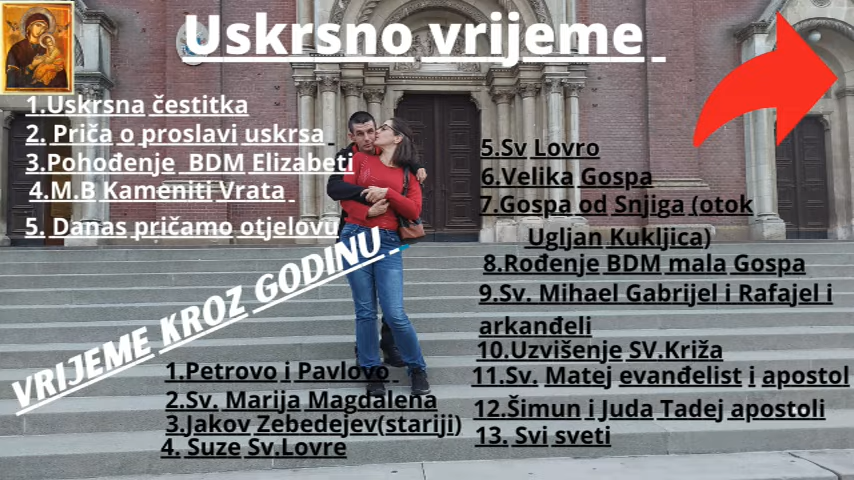 Uskrsno vrijeme
1.Uskrsna čestitka
2. Priča o proslavi uskrsa
3.Pohođenje BDM Elizabeti
4.M.B Kameniti Vrata
5. Danas pričamo otjelovu
VRIJEME KROZ GODINU
1.Petrovo i Pavlovo
2.Sv. Marija Magdalena
3.Jakov Zebedejev(stariji)
4. Suze Sv.Lovre
5.Sv Lovro
6.Velika Gospa
7.Gospa od Snjiga (otok
Ugljan Kukljica)
8.Rođenje BDM mala Gospa
9.Sv. Mihael Gabrijel i Rafajel i
arkanđeli
10.Uzvišenje SV.Križa
11.Sv. Matej evanđelist i apostol
12.Šimun i Juda Tadej apostoli
13. Svi sveti